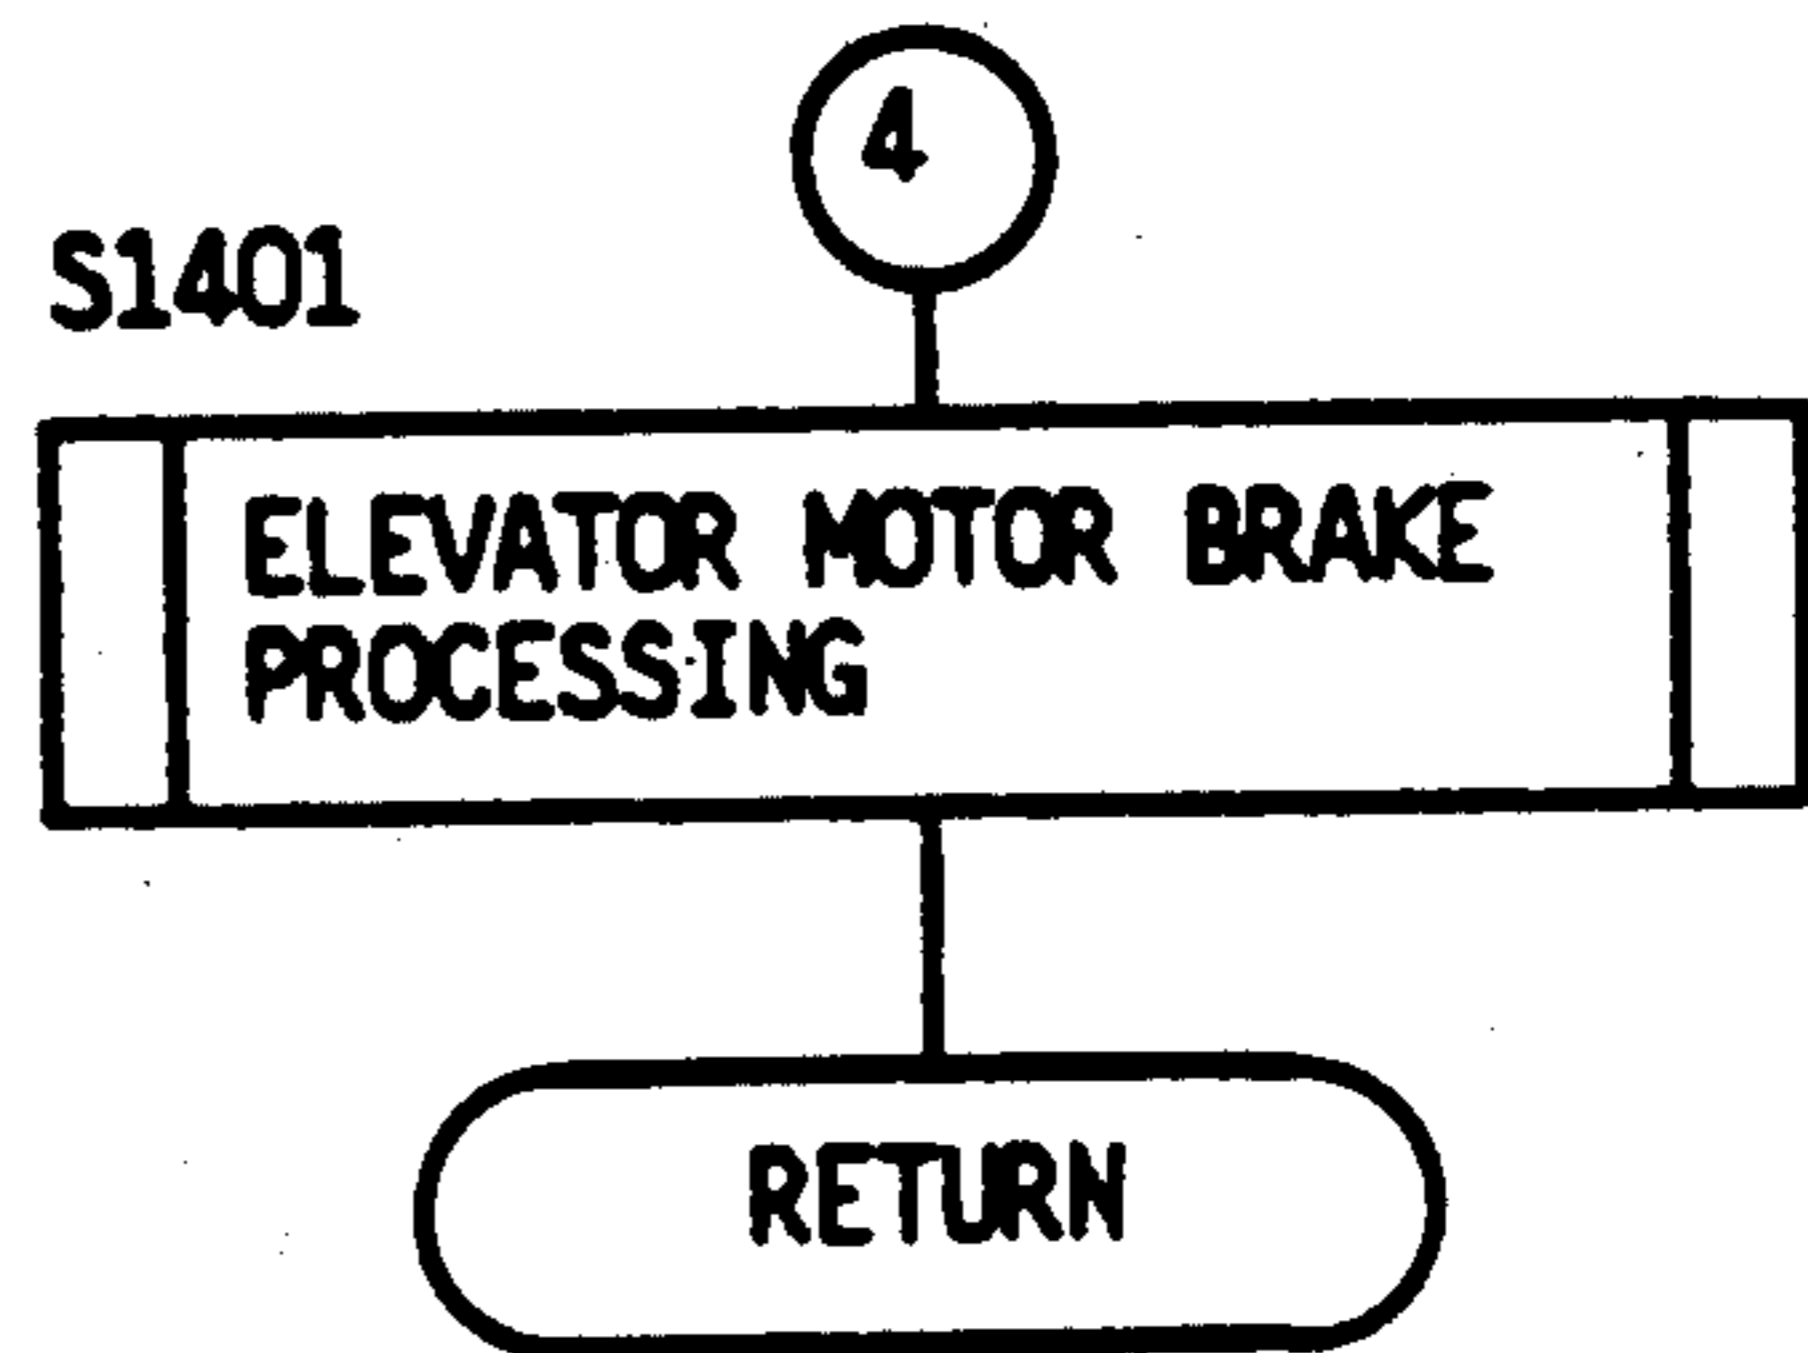 4
S1401
ELEVATOR MOTOR BRAKE
PROCESSING
RETURN